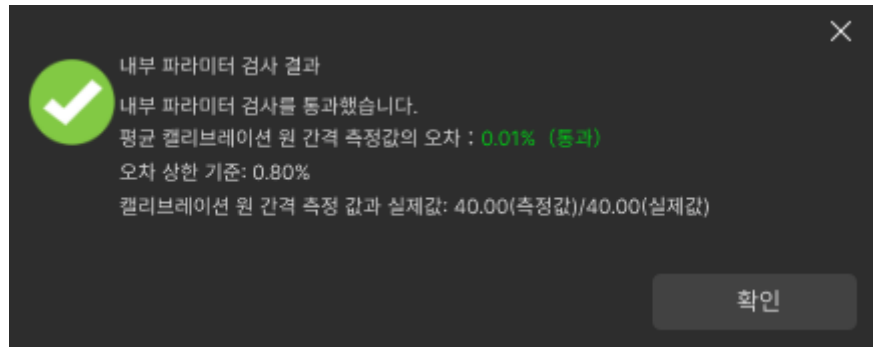 내부 파라미터 검사 결과
내부 파라미터 검사를 통과했습니다.
평균 캘리브레이션 원 간격 측정값의 오차 : 0.01% (통과)
오차 상한 기준: 0.80%
캘리브레이션 원 간격 측정 값과 실제값: 40.00(측정값)/40.00(실제값)
확인